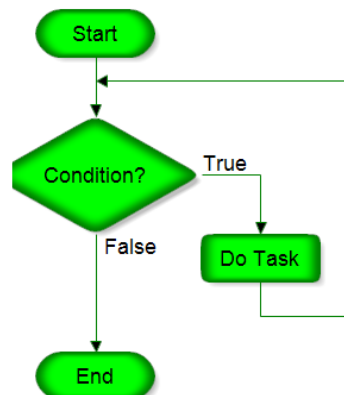 Start
Condition?
True
False
Do Task
End